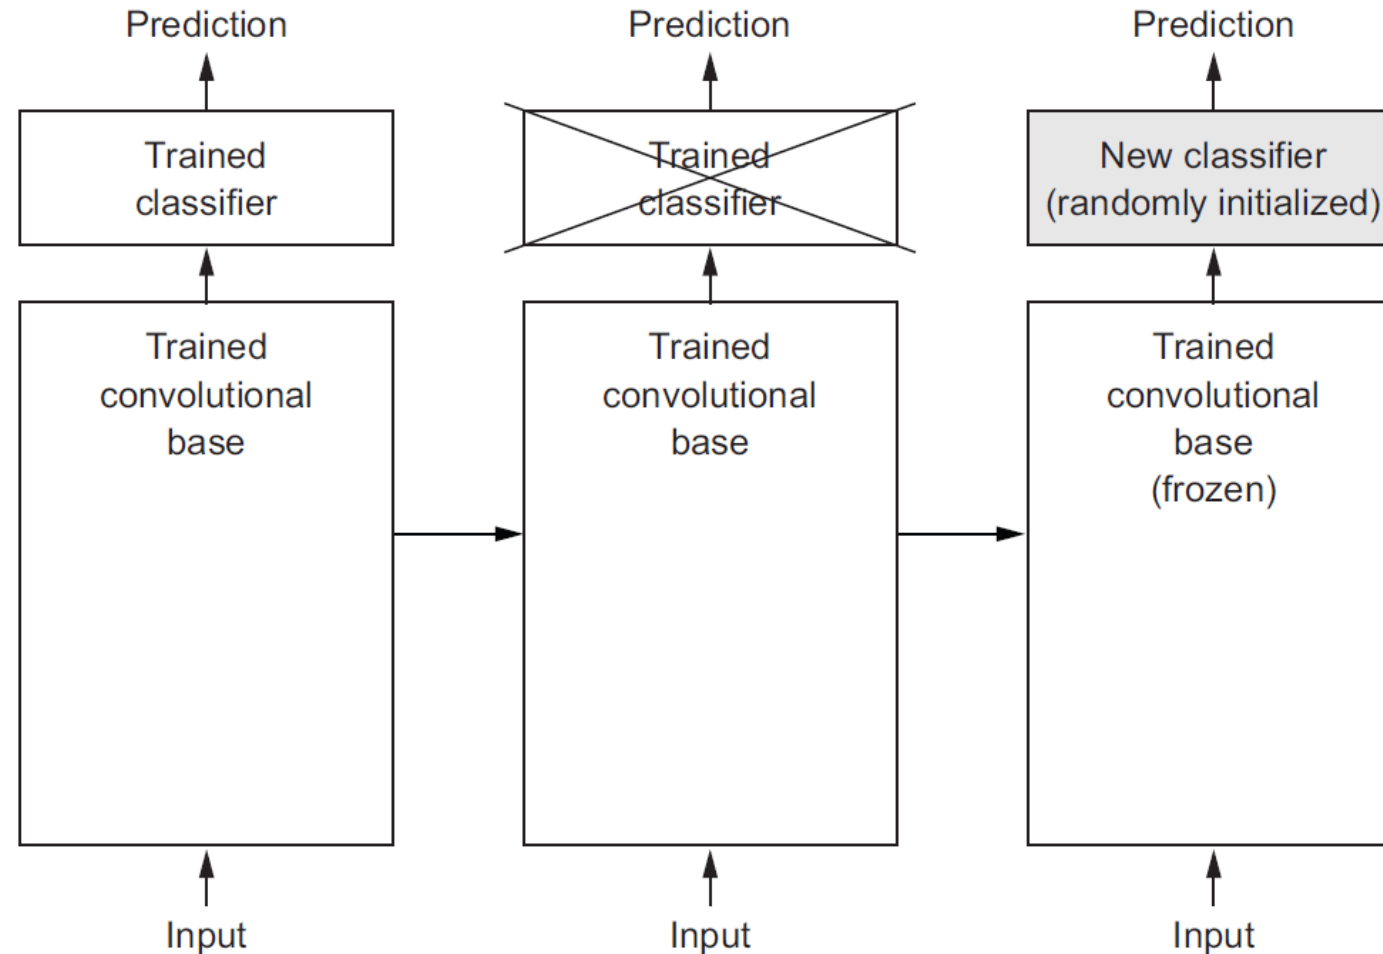 Prediction
Trained
classifier
Trained
convolutional
base
Input
Prediction
Trained
classifier
Trained
convolutional
base
Input
Prediction
New classifier
(randomly initialized)
Trained
convolutional
base
(frozen)
Input